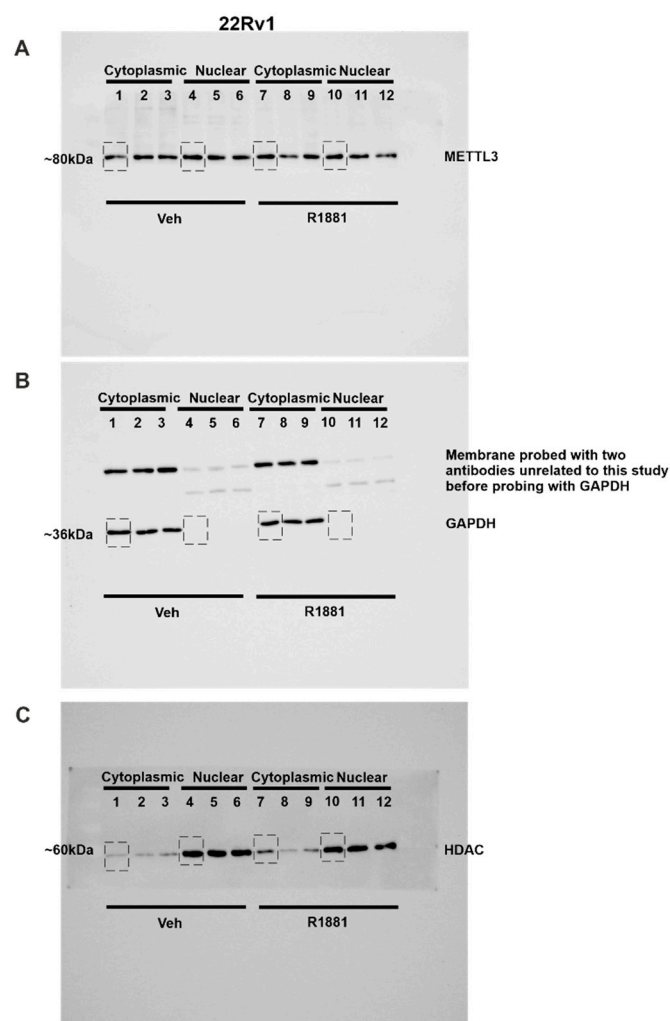 22Rv1
A
Cytoplasmic Nuclear Cytoplasmic Nuclear
1 2 3 4 5 6 7 8 9 10 11 12
~80kDa
METTL3
Veh R1881
B
Cytoplasmic Nuclear Cytoplasmic Nuclear
1 2 3 4 5 6 7 8 9 10 11 12
Membrane probed with two
antibodies unrelated to this study
before probing with GAPDH
GAPDH
~36kDa
Veh R1881
C
Cytoplasmic Nuclear Cytoplasmic Nuclear
1 2 3 4 5 6 7 8 9 10 11 12
~60kDa
HDAC
Veh R1881